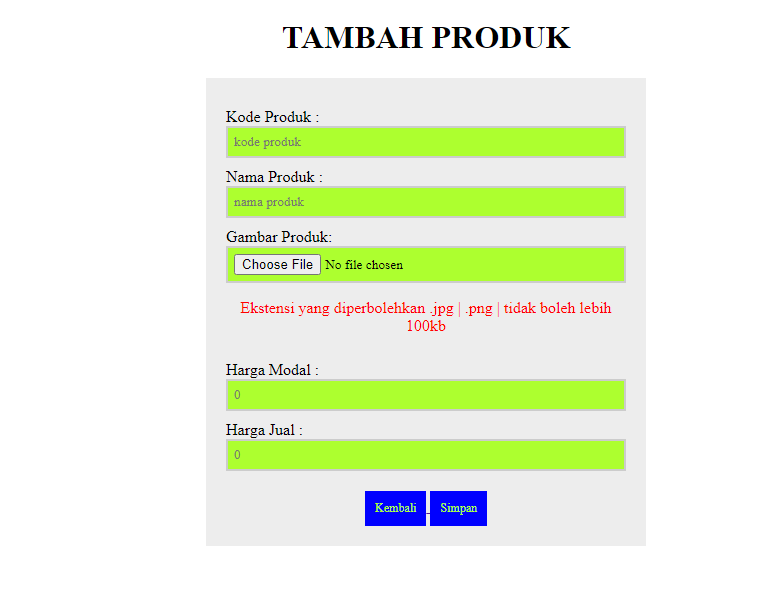 TAMBAH PRODUK
Kode Produk :
kode produk
Nama Produk :
nama produk
Gambar Produk:
Choose File No file chosen
Ekstensi yang diperbolehkan .jpg | .png | tidak boleh lebih
100kb
Harga Modal :
0
Harga Jual :
0
Kembali Simpan